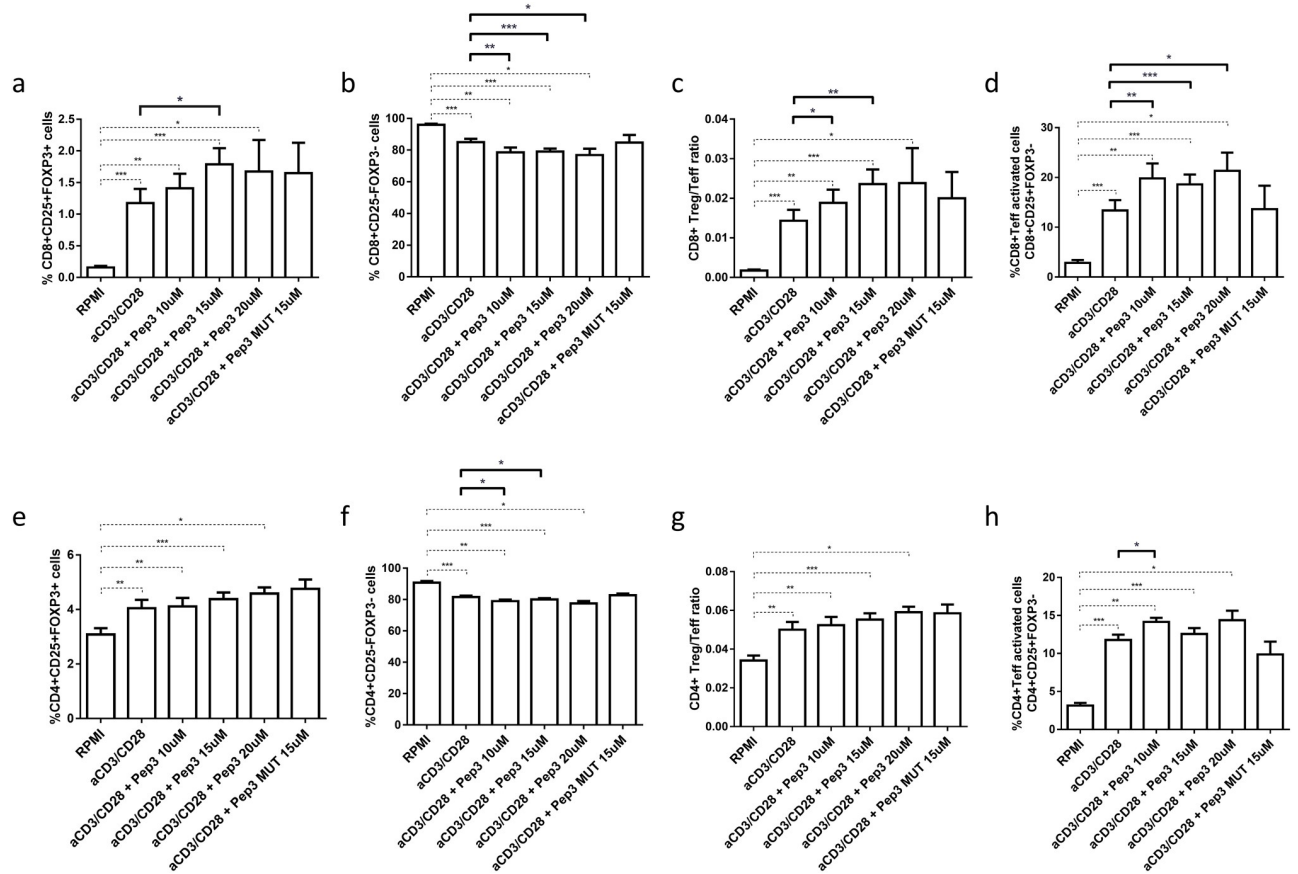 a
% CD8+CD25+FOXP3+ cells
2.5
2.0
1.5
1.0
0.5
0.0
*
*
***
**
***
RPMI
aCD3/CD28
aCD3/CD28 + Pep3 10uM
aCD3/CD28 + Pep3 15uM
aCD3/CD28 + Pep3 20uM
aCD3/CD28 + Pep3 MUT 15uM
b
% CD8+CD25-FOXP3- cells
100
80
60
40
20
0
*
***
**
*
***
**
***
RPMI
aCD3/CD28
aCD3/CD28 + Pep3 10uM
aCD3/CD28 + Pep3 15uM
aCD3/CD28 + Pep3 20uM
aCD3/CD28 + Pep3 MUT 15uM
c
CD8+ Treg/Teff ratio
0.04
0.03
0.02
0.01
0.00
**
*
*
***
**
***
RPMI
aCD3/CD28
aCD3/CD28 + Pep3 10uM
aCD3/CD28 + Pep3 15uM
aCD3/CD28 + Pep3 20uM
aCD3/CD28 + Pep3 MUT 15uM
d
%CD8+Teff activated cells
CD8+CD25+FOXP3-
30
20
10
0
*
***
**
*
***
**
***
RPMI
aCD3/CD28
aCD3/CD28 + Pep3 10uM
aCD3/CD28 + Pep3 15uM
aCD3/CD28 + Pep3 20uM
aCD3/CD28 + Pep3 MUT 15uM
e
%CD4+CD25+FOXP3+ cells
6
4
2
0
*
***
**
**
RPMI
aCD3/CD28
aCD3/CD28 + Pep3 10uM
aCD3/CD28 + Pep3 15uM
aCD3/CD28 + Pep3 20uM
aCD3/CD28 + Pep3 MUT 15uM
f
%CD4+CD25-FOXP3- cells
100
80
60
40
20
0
*
*
*
***
**
***
RPMI
aCD3/CD28
aCD3/CD28 + Pep3 10uM
aCD3/CD28 + Pep3 15uM
aCD3/CD28 + Pep3 20uM
aCD3/CD28 + Pep3 MUT 15uM
g
CD4+ Treg/Teff ratio
0.08
0.06
0.04
0.02
0.00
*
***
**
**
RPMI
aCD3/CD28
aCD3/CD28 + Pep3 10uM
aCD3/CD28 + Pep3 15uM
aCD3/CD28 + Pep3 20uM
aCD3/CD28 + Pep3 MUT 15uM
h
%CD4+Teff activated cells
CD4+CD25+FOXP3-
20
15
10
5
0
*
*
***
**
***
RPMI
aCD3/CD28
aCD3/CD28 + Pep3 10uM
aCD3/CD28 + Pep3 15uM
aCD3/CD28 + Pep3 20uM
aCD3/CD28 + Pep3 MUT 15uM